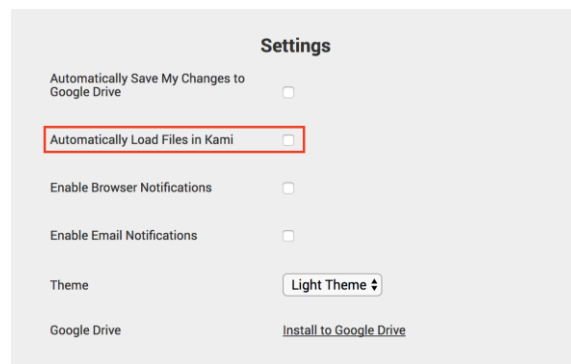 Settings
Automatically Save My Changes to
Google Drive
Automatically Load Files in Kami
Enable Browser Notifications
Enable Email Notifications
Theme
Light Theme
Google Drive
Install to Google Drive